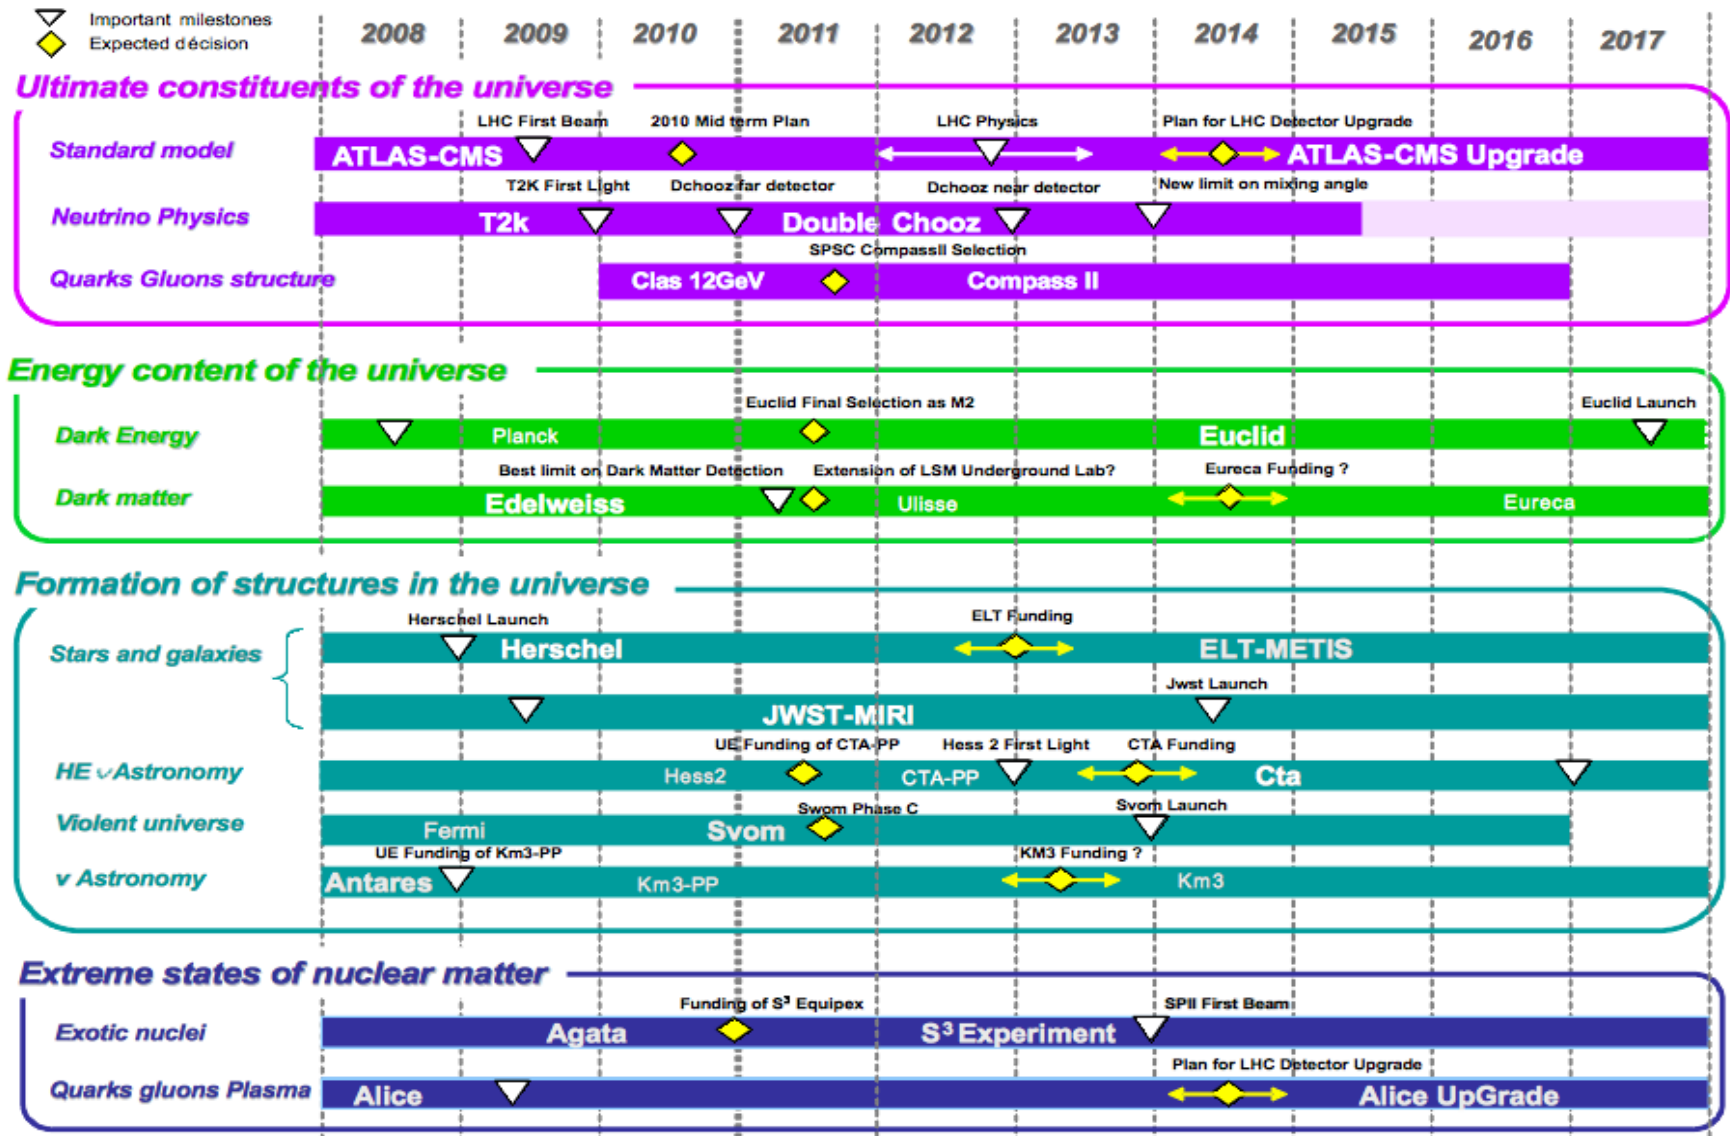 Important milestones
Expected décision
2008 2009 2010 2011 2012 2013 2014 2015 2016 2017
Ultimate constituents of the universe
LHC First Beam 2010 Mid term Plan LHC Physics Plan for LHC Detector Upgrade
Standard model ATLAS-CMS ATLAS-CMS Upgrade
T2K First Light Dchooz far detector Dchooz near detector New limit on mixing angle
Neutrino Physics T2k Double Chooz
SPSC CompassII Selection
Quarks Gluons structure Clas 12GeV Compass II
Energy content of the universe
Euclid Final Selection as M2 Euclid Launch
Dark Energy Planck Euclid
Best limit on Dark Matter Detection Extension of LSM Underground Lab? Eureca Funding ?
Dark matter Edelweiss Ulisse Eureca
Formation of structures in the universe
Herschel Launch ELT Funding
Stars and galaxies Herschel ELT-METIS
Jwst Launch
JWST-MIRI
UE Funding of CTA-PP Hess 2 First Light CTA Funding
HE Astronomy Hess2 CTA-PP Cta
Swom Phase C Svom Launch
Violent universe Fermi Svom
UE Funding of Km3-PP KM3 Funding ?
v Astronomy Antares Km3-PP Km3
Extreme states of nuclear matter
Funding of S³ Equipex SPII First Beam
Exotic nuclei Agata S³ Experiment
Plan for LHC Detector Upgrade
Quarks gluons Plasma Alice Alice UpGrade